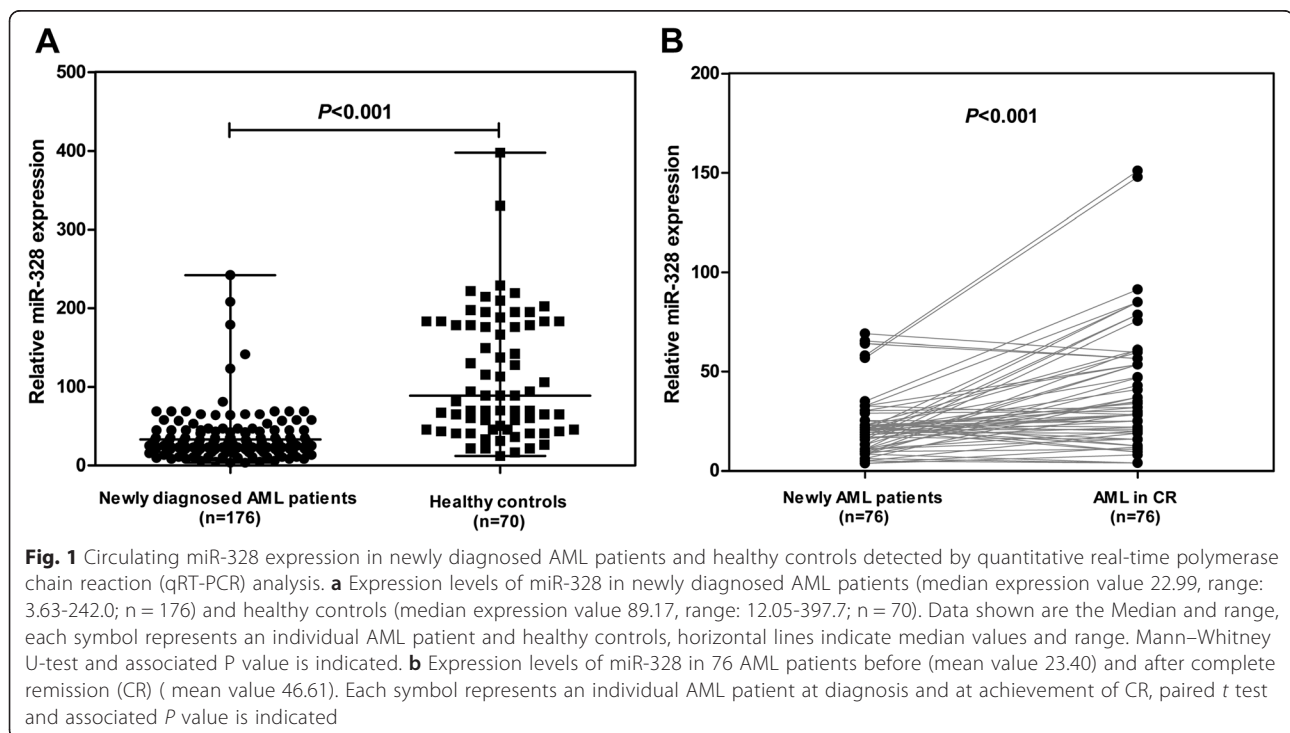 A
B
500
400
300
200
100
0
Relative miR-328 expression
P<0.001
Newly diagnosed AML patients
(n=176)
Healthy controls
(n=70)
200
150
100
50
0
Relative miR-328 expression
P<0.001
Newly AML patients
(n=76)
AML in CR
(n=76)
Fig. 1 Circulating miR-328 expression in newly diagnosed AML patients and healthy controls detected by quantitative real-time polymerase
chain reaction (qRT-PCR) analysis. a Expression levels of miR-328 in newly diagnosed AML patients (median expression value 22.99, range:
3.63-242.0; n = 176) and healthy controls (median expression value 89.17, range: 12.05-397.7; n = 70). Data shown are the Median and range,
each symbol represents an individual AML patient and healthy controls, horizontal lines indicate median values and range. Mann–Whitney
U-test and associated P value is indicated. b Expression levels of miR-328 in 76 AML patients before (mean value 23.40) and after complete
remission (CR) ( mean value 46.61). Each symbol represents an individual AML patient at diagnosis and at achievement of CR, paired t test
and associated P value is indicated